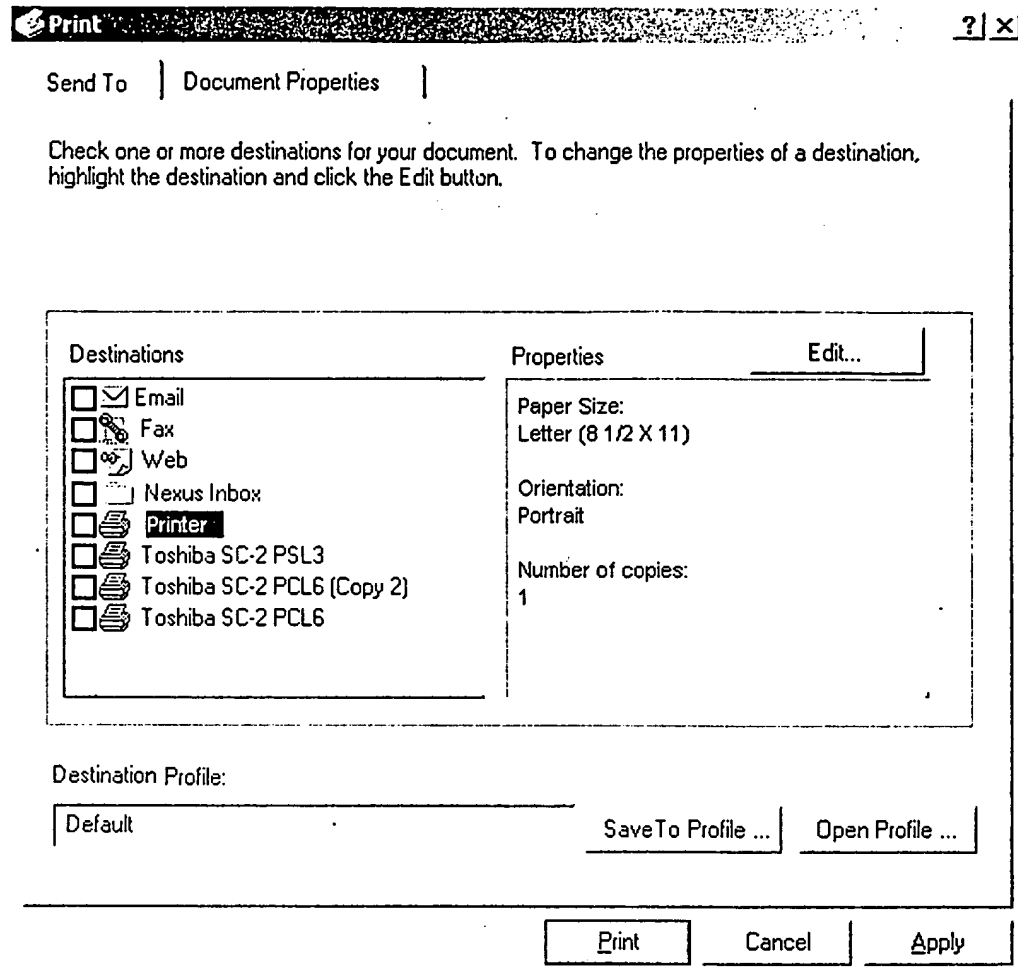 Print
? X
Send To
Document Properties
Check one or more destinations for your document. To change the properties of a destination,
highlight the destination and click the Edit button.
Destinations
Email
Fax
Web
Nexus Inbox
Printer
Toshiba SC-2 PSL3
Toshiba SC-2 PCL6 (Copy 2)
Toshiba SC-2 PCL6
Properties
Edit...
Paper Size:
Letter (8 1/2 X 11)
Orientation:
Portrait
Number of copies:
1
Destination Profile:
Default
SaveTo Profile ...
Open Profile ...
Print
Cancel
Apply